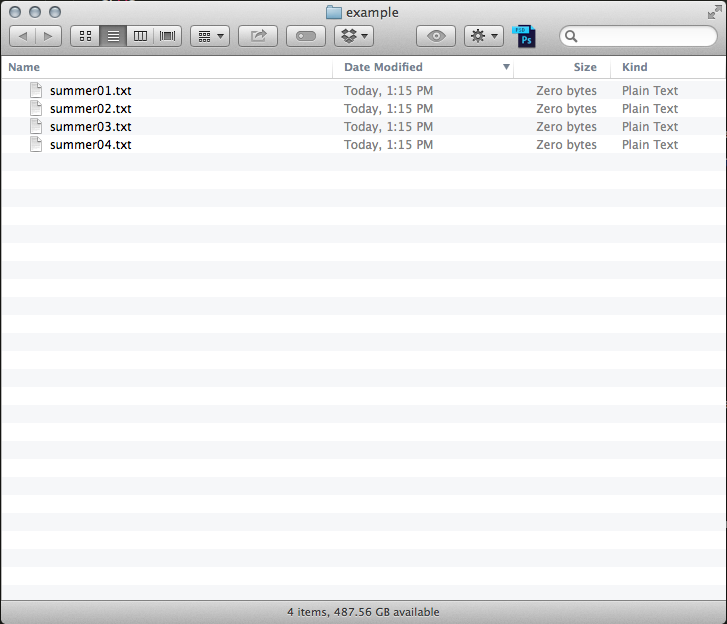 example
Ps
Name Date Modified Size Kind
summer01.txt Today, 1:15 PM Zero bytes Plain Text
summer02.txt Today, 1:15 PM Zero bytes Plain Text
summer03.txt Today, 1:15 PM Zero bytes Plain Text
summer04.txt Today, 1:15 PM Zero bytes Plain Text
4 items, 487.56 GB available